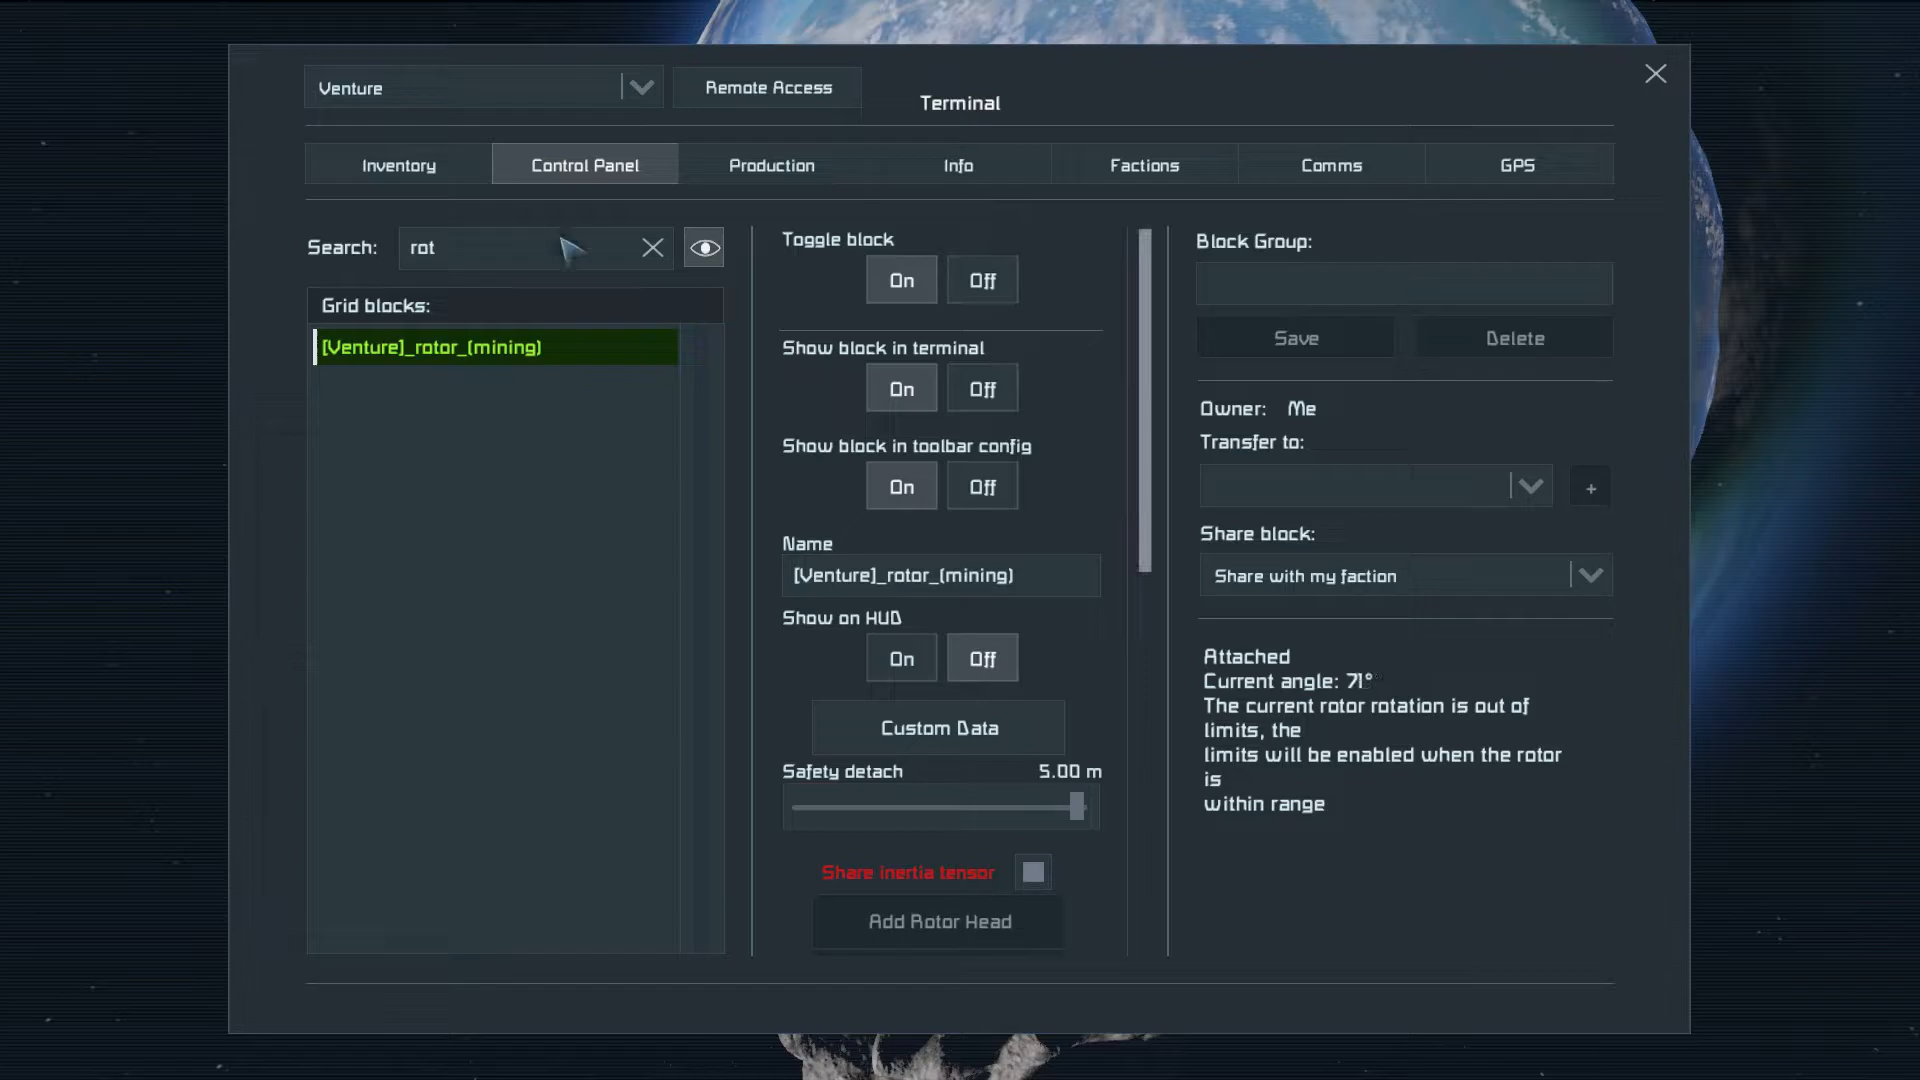 Venture
Remote Access
Terminal
Inventory
Control Panel
Production
Info
Factions
Comms
GPS
Search:
rot
Grid blocks:
[Venture]_rotor_(mining)
Toggle block
On
Off
Show block in terminal
On
Off
Show block in toolbar config
On
Off
Name
[Venture]_rotor_(mining)
Show on HUD
On
Off
Custom Data
Safety detach
5.00 m
Share inertia tensor
Add Rotor Head
Block Group:
Save
Delete
Owner: Me
Transfer to:
+
Share block:
Share with my faction
Attached
Current angle: 71°
The current rotor rotation is out of
limits, the
limits will be enabled when the rotor
is
within range